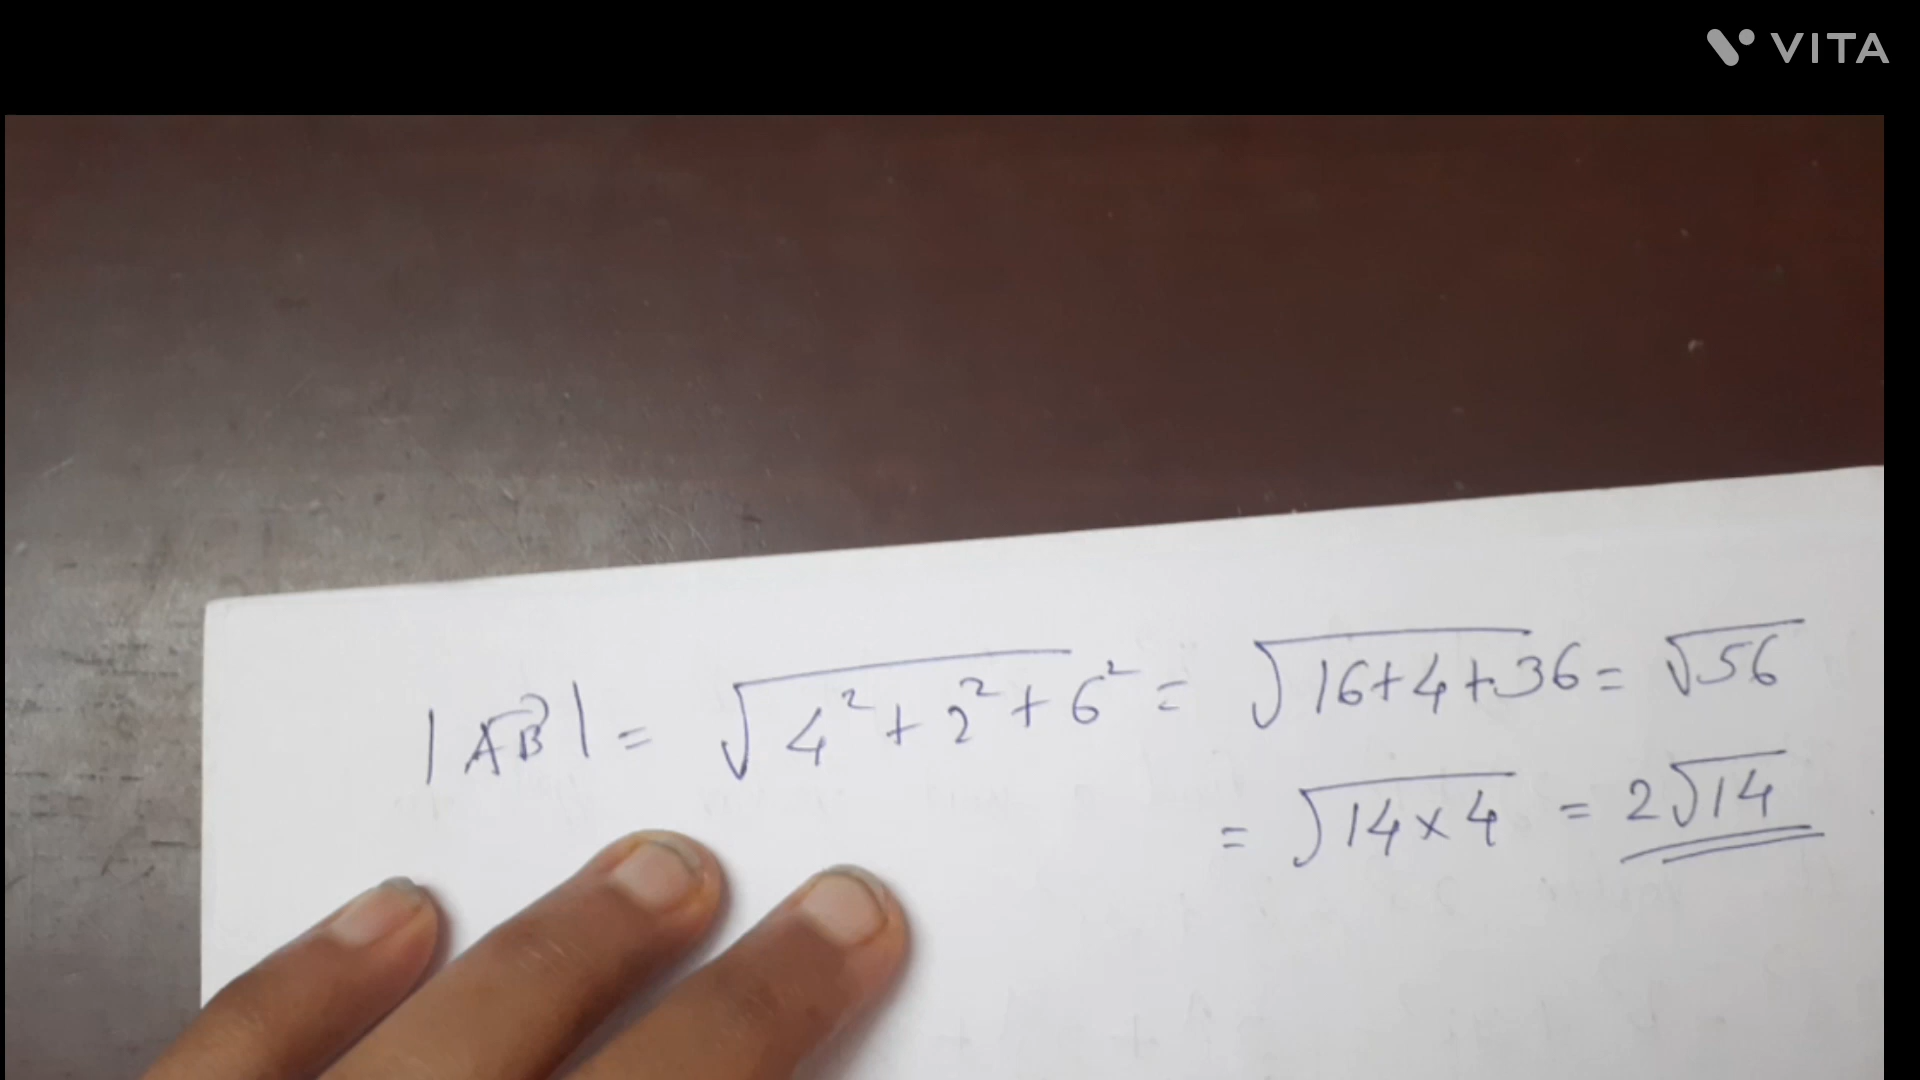 VITA
|AB⃗| = √4²+2²+6² = √16+4+36 = √56
= √14×4 = 2√14